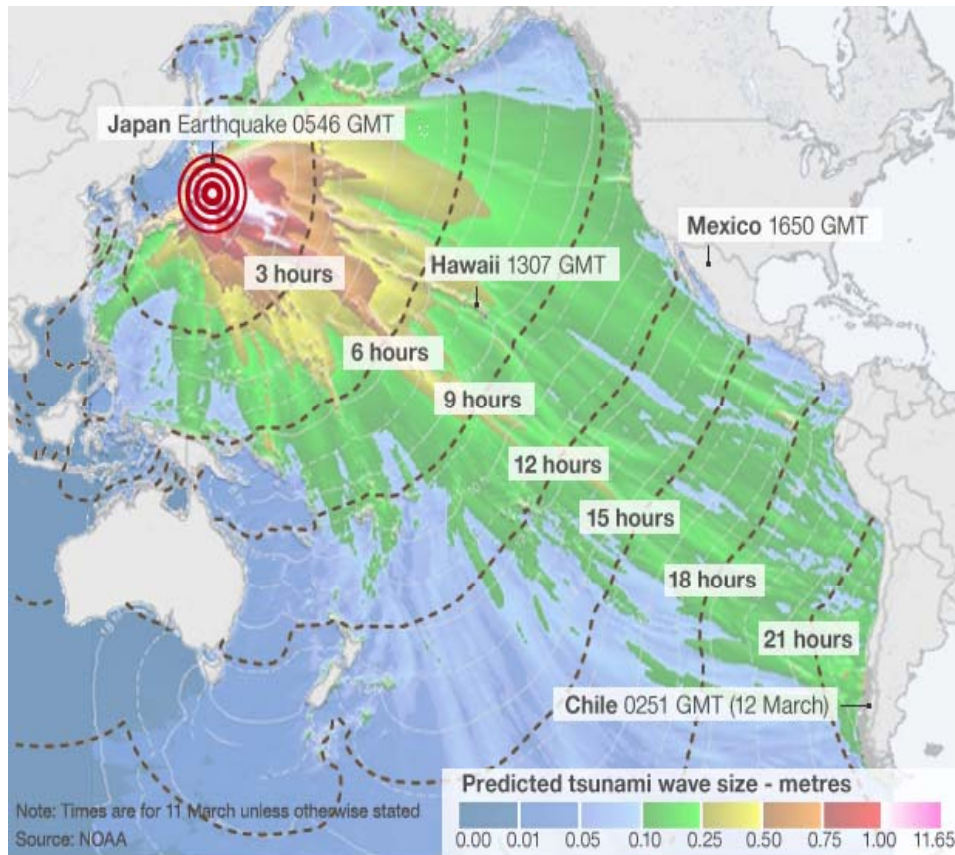 Japan Earthquake 0546 GMT
Mexico 1650 GMT
Hawaii 1307 GMT
3 hours
6 hours
9 hours
12 hours
15 hours
18 hours
21 hours
Chile 0251 GMT (12 March)
Predicted tsunami wave size - metres
0.00 0.01 0.05 0.10 0.25 0.50 0.75 1.00 11.65
Note: Times are for 11 March unless otherwise stated
Source: NOAA